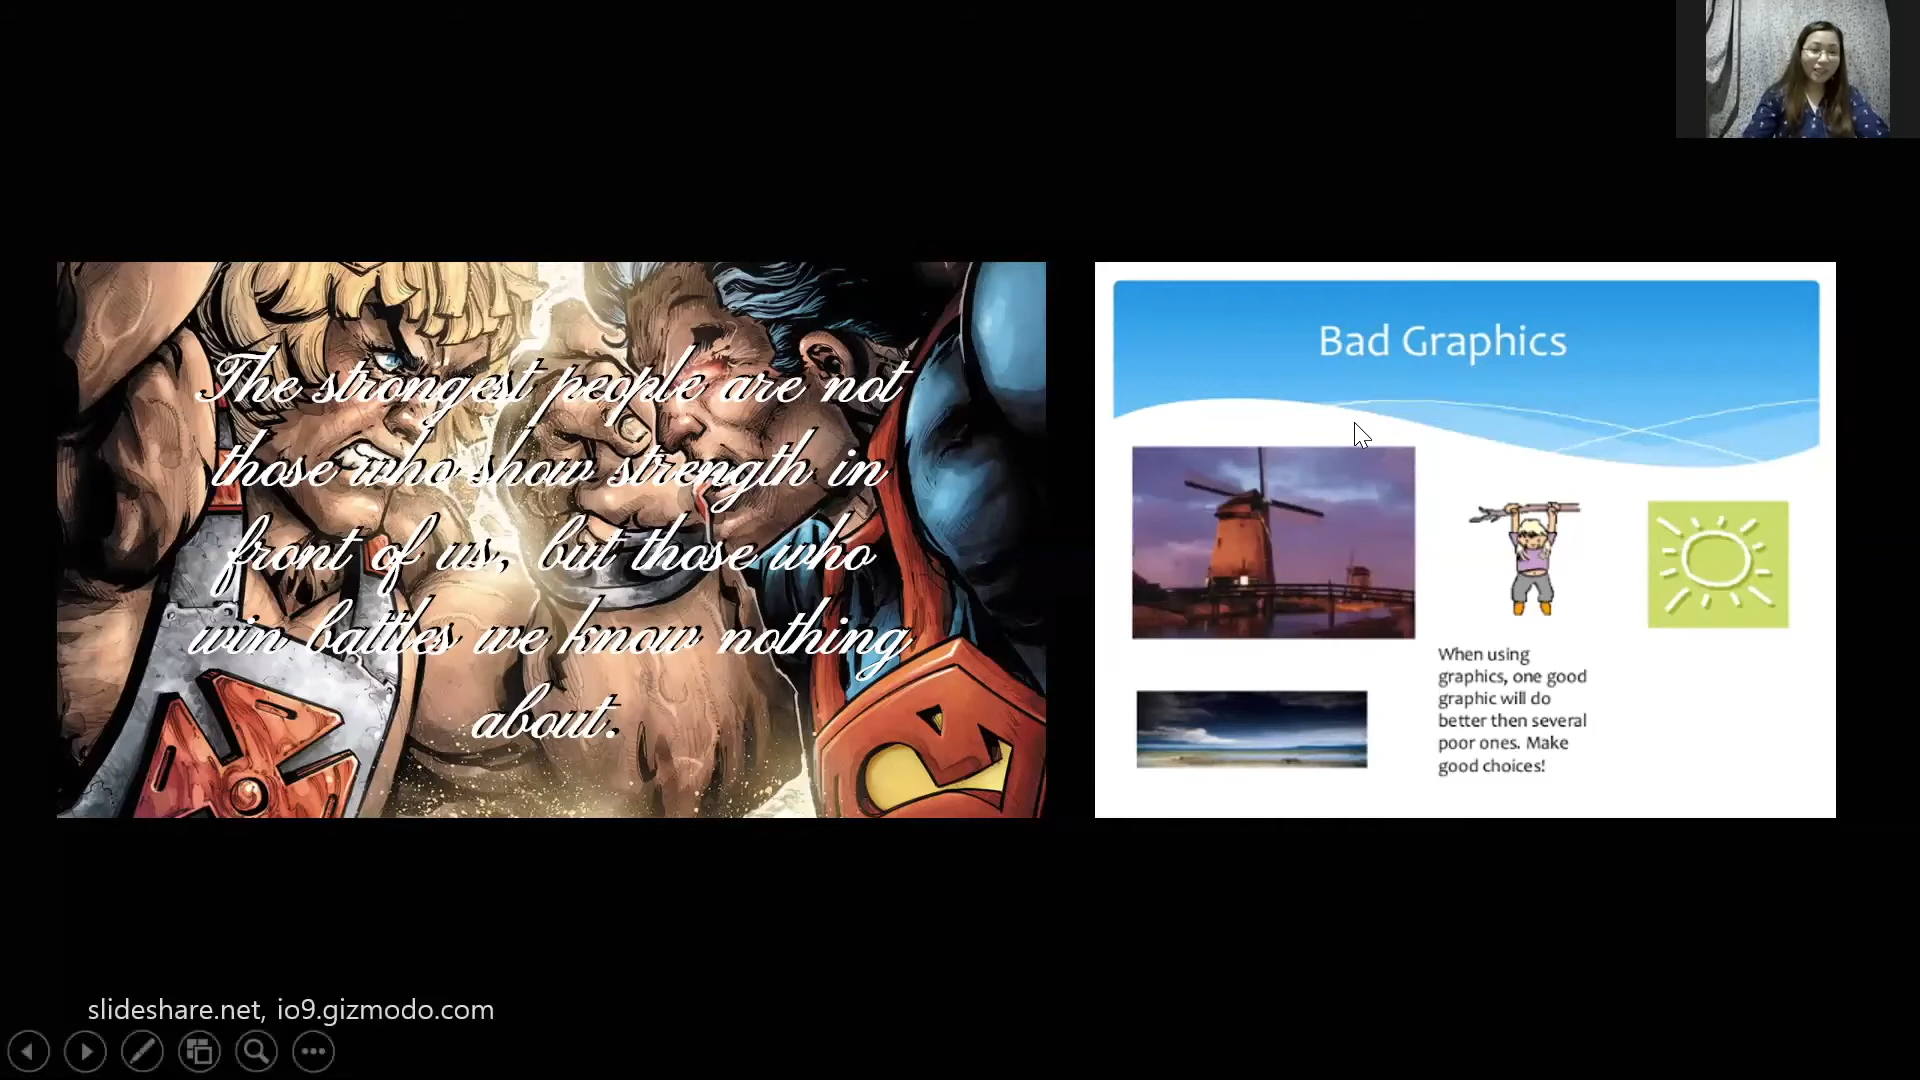 The strongest people are not
those who show strength in
front of us, but those who
win battles we know nothing
about.
Bad Graphics
When using
graphics, one good
graphic will do
better then several
poor ones. Make
good choices!
slideshare.net, io9.gizmodo.com